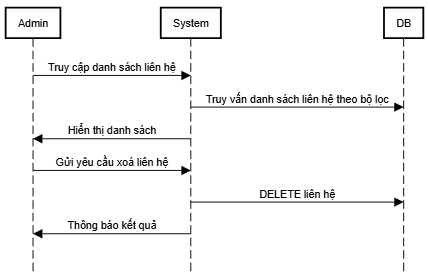 Admin
System
DB
Truy cập danh sách liên hệ
Truy vấn danh sách liên hệ theo bộ lọc
Hiển thị danh sách
Gửi yêu cầu xoá liên hệ
DELETE liên hệ
Thông báo kết quả